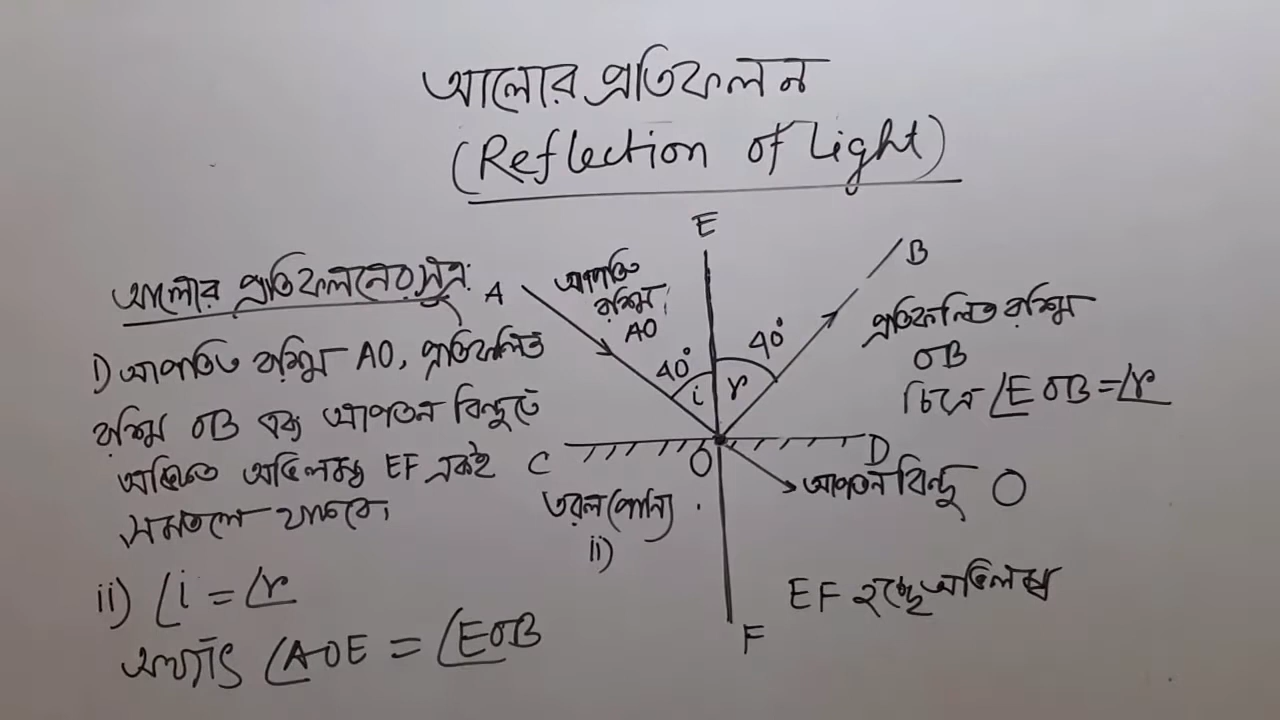 আলোর প্রতিফলন
(Reflection of Light)
আলোর প্রতিফলনের সূত্র:
i) আপতিত রশ্মি AO, প্রতিফলিত
রশ্মি OB এবং আপতন বিন্দুতে
অঙ্কিত অভিলম্ব EF একই
সমতলে থাকবে।
ii) ∠i = ∠r
অর্থাৎ ∠AOE = ∠EOB
E
A
আপতিত
রশ্মি
AO
40°
40°
i
r
B
প্রতিফলিত রশ্মি
OB
চিত্রে ∠EOB = ∠r
C
O
D
আপতন বিন্দু O
তরল
ii)
EF হচ্ছে অভিলম্ব
F